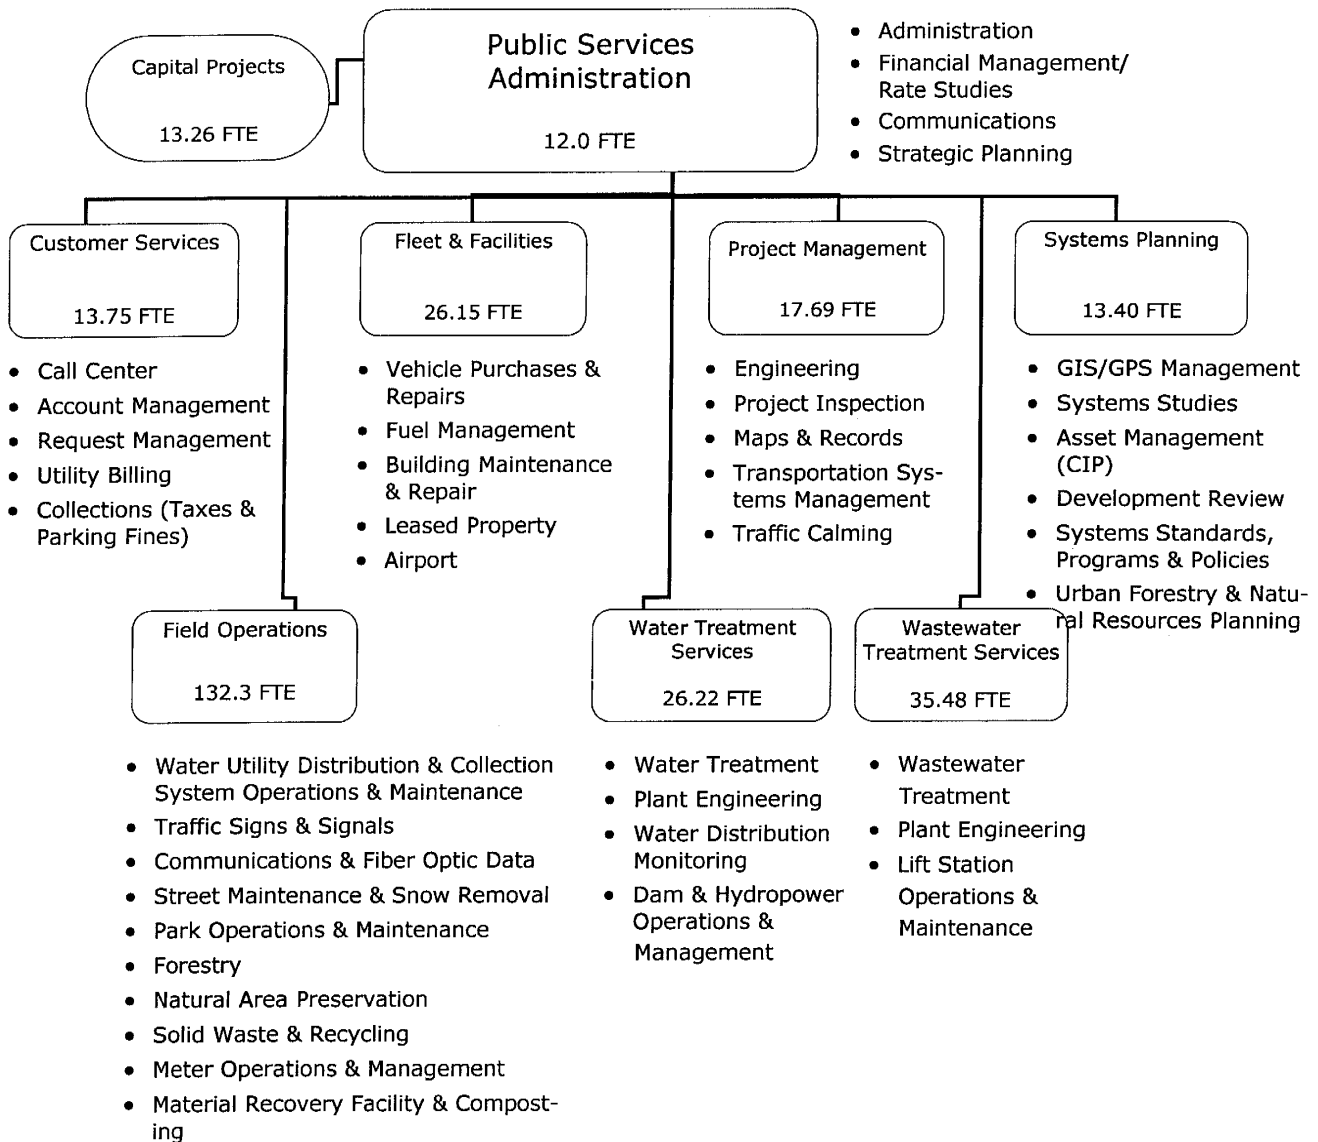 Capital Projects
13.26 FTE
Public Services
Administration
12.0 FTE
• Administration
• Financial Management/
Rate Studies
• Communications
• Strategic Planning
Customer Services
13.75 FTE
• Call Center
• Account Management
• Request Management
• Utility Billing
• Collections (Taxes &
Parking Fines)
Fleet & Facilities
26.15 FTE
• Vehicle Purchases &
Repairs
• Fuel Management
• Building Maintenance
& Repair
• Leased Property
• Airport
Project Management
17.69 FTE
• Engineering
• Project Inspection
• Maps & Records
• Transportation Sys-
tems Management
• Traffic Calming
Systems Planning
13.40 FTE
• GIS/GPS Management
• Systems Studies
• Asset Management
(CIP)
• Development Review
• Systems Standards,
Programs & Policies
• Urban Forestry & Natu-
ral Resources Planning
Field Operations
132.3 FTE
• Water Utility Distribution & Collection
System Operations & Maintenance
• Traffic Signs & Signals
• Communications & Fiber Optic Data
• Street Maintenance & Snow Removal
• Park Operations & Maintenance
• Forestry
• Natural Area Preservation
• Solid Waste & Recycling
• Meter Operations & Management
• Material Recovery Facility & Compost-
ing
Water Treatment
Services
26.22 FTE
• Water Treatment
• Plant Engineering
• Water Distribution
Monitoring
• Dam & Hydropower
Operations &
Management
Wastewater
Treatment Services
35.48 FTE
• Wastewater
Treatment
• Plant Engineering
• Lift Station
Operations &
Maintenance